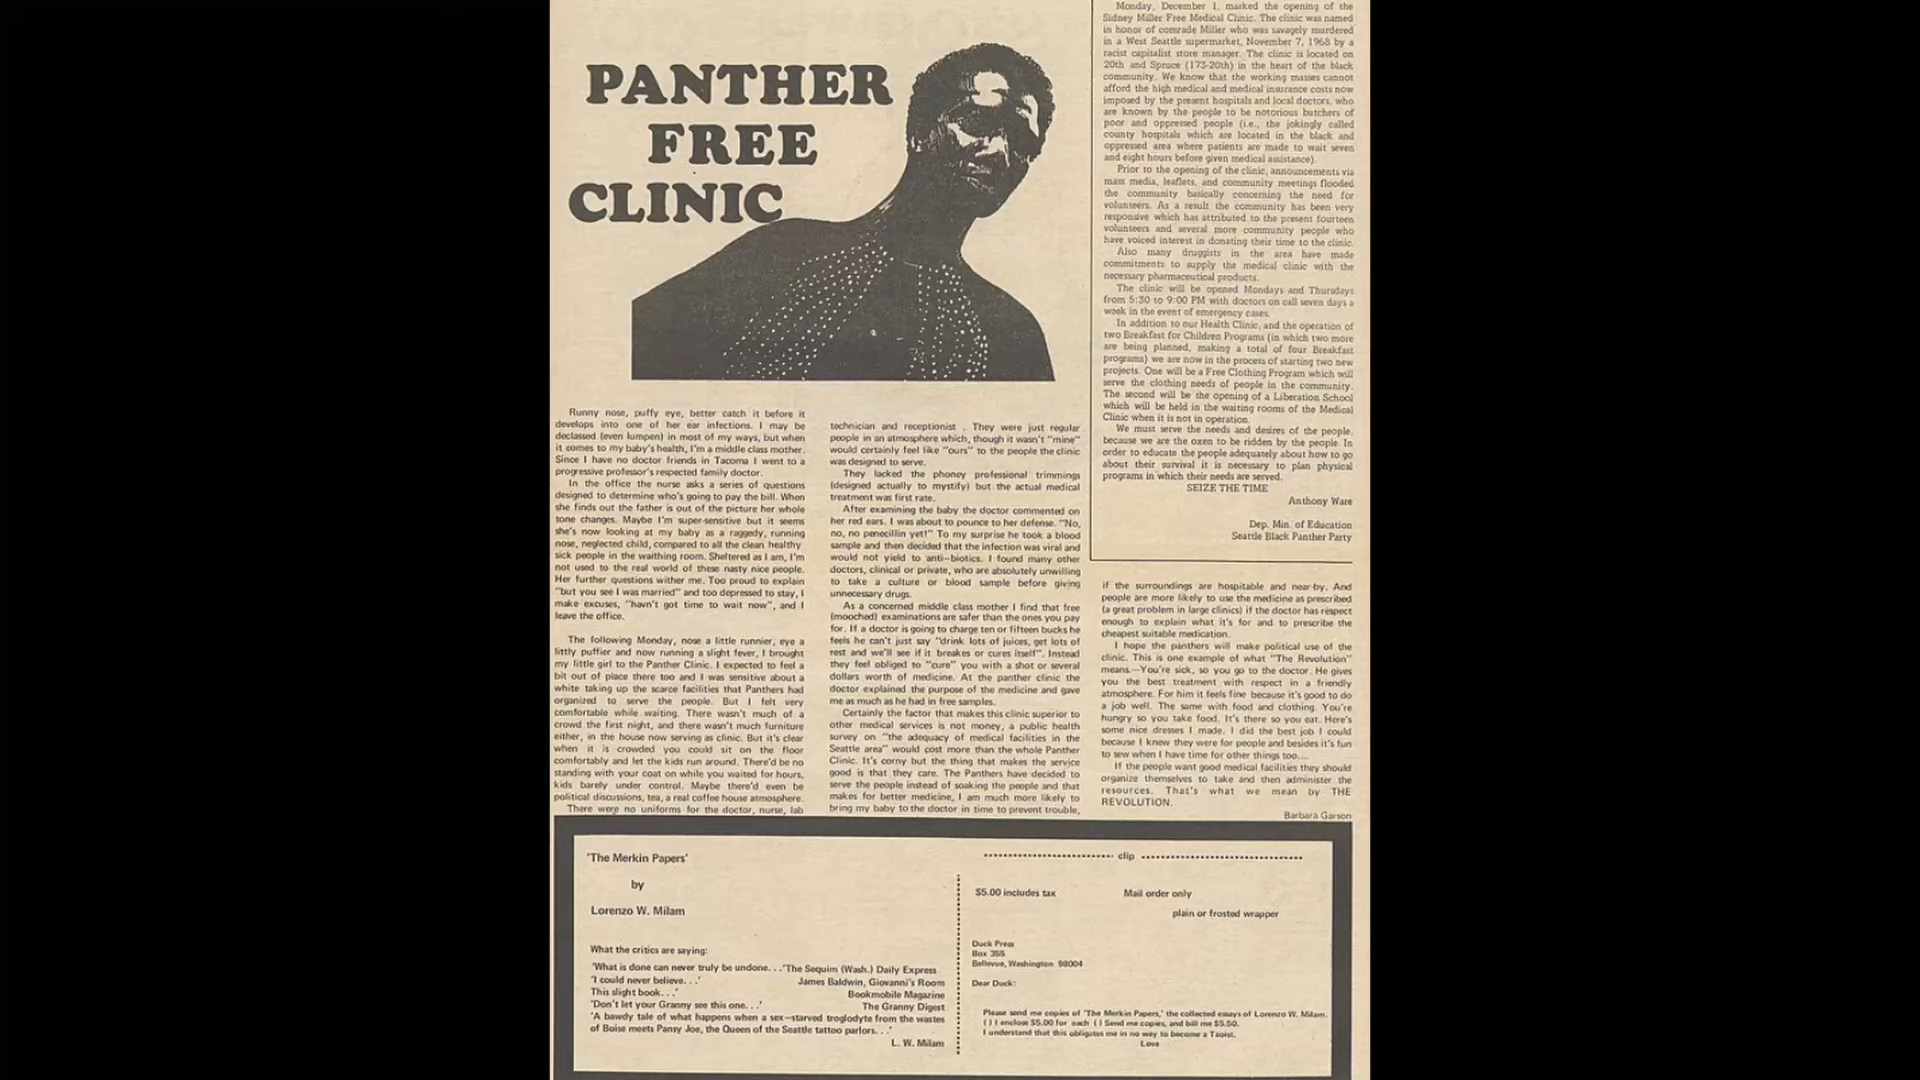 PANTHER
FREE
CLINIC
Runny nose, puffy eye, better catch it before it
develops into one of her ear infections. I may be
declassed (even lumpen) in most of my ways, but when
it comes to my baby's health, I'm a middle class mother.
Since I have no doctor friends in Tacoma I went to a
progressive professor's respected family doctor.
In the office the nurse asks a series of questions
designed to determine who's going to pay the bill. When
she finds out the father is out of the picture her whole
tone changes. Maybe I'm super-sensitive but it seems
she's now looking at my baby as a raggedy, running
nose, neglected child, compared to all the clean healthy
sick people in the waithing room. Sheltered as I am, I'm
not used to the real world of these nasty nice people.
Her further questions wither me. Too proud to explain
"but you see I was married" and too depressed to stay, I
make excuses, "havn't got time to wait now", and I
leave the office.
The following Monday, nose a little runnier, eye a
little puffier and now running a slight fever, I brought
my little girl to the Panther Clinic. I expected to feel a
bit out of place there too and I was sensitive about a
white taking up the scarce facilities that Panthers had
organized to serve the people. But I felt very
comfortable while waiting. There wasn't much of a
crowd the first night, and there wasn't much furniture
either, in the house now serving as clinic. But it's clear
when it is crowded you could sit on the floor
comfortably and let the kids run around. There'd be no
standing with your coat on while you waited for hours,
kids barely under control. Maybe there'd even be
political discussions, tea, a real coffee house atmosphere.
There were no uniforms for the doctor, nurse, lab
technician and receptionist . They were just regular
people in an atmosphere which, though it wasn't "mine"
would certainly feel like "ours" to the people the clinic
was designed to serve.
They lacked the phoney professional trimmings
(designed actually to mystify) but the actual medical
treatment was first rate.
After examining the baby the doctor commented on
her red ears. I was about to pounce to her defense. "No,
no, no penecillin yet!" To my surprise he took a blood
sample and then decided that the infection was viral and
would not yield to anti-biotics. I found many other
doctors, clinical or private, who are absolutely unwilling
to take a culture or blood sample before giving
unnecessary drugs.
As a concerned middle class mother I find that free
(mooched) examinations are safer than the ones you pay
for. If a doctor is going to charge ten or fifteen bucks he
feels he can't just say "drink lots of juices, get lots of
rest and we'll see if it breakes or cures itself". Instead
they feel obliged to "cure" you with a shot or several
dollars worth of medicine. At the panther clinic the
doctor explained the purpose of the medicine and gave
me as much as he had in free samples.
Certainly the factor that makes this clinic superior to
other medical services is not money, a public health
survey on "the adequacy of medical facilities in the
Seattle area" would cost more than the whole Panther
Clinic. It's corny but the thing that makes the service
good is that they care. The Panthers have decided to
serve the people instead of soaking the people and that
makes for better medicine, I am much more likely to
bring my baby to the doctor in time to prevent trouble,
Monday, December 1, marked the opening of the
Sidney Miller Free Medical Clinic. The clinic was named
in honor of comrade Miller who was savagely murdered
in a West Seattle supermarket, November 7, 1968 by a
racist capitalist store manager. The clinic is located on
20th and Spruce (173-20th) in the heart of the black
community. We know that the working masses cannot
afford the high medical and medical insurance costs now
imposed by the present hospitals and local doctors, who
are known by the people to be notorious butchers of
poor and oppressed people (i.e., the jokingly called
county hospitals which are located in the black and
oppressed area where patients are made to wait seven
and eight hours before given medical assistance).
Prior to the opening of the clinic, announcements via
mass media, leaflets, and community meetings flooded
the community basically concerning the need for
volunteers. As a result the community has been very
responsive which has attributed to the present fourteen
volunteers and several more community people who
have voiced interest in donating their time to the clinic.
Also many druggists in the area have made
commitments to supply the medical clinic with the
necessary pharmaceutical products.
The clinic will be opened Mondays and Thursdays
from 5:30 to 9:00 PM with doctors on call seven days a
week in the event of emergency cases.
In addition to our Health Clinic, and the operation of
two Breakfast for Children Programs (in which two more
are being planned, making a total of four Breakfast
programs) we are now in the process of starting two new
projects. One will be a Free Clothing Program which will
serve the clothing needs of people in the community.
The second will be the opening of a Liberation School
which will be held in the waiting rooms of the Medical
Clinic when it is not in operation.
We must serve the needs and desires of the people,
because we are the oxen to be ridden by the people. In
order to educate the people adequately about how to go
about their survival it is necessary to plan physical
programs in which their needs are served.
SEIZE THE TIME
Anthony Ware
Dep. Min. of Education
Seattle Black Panther Party
if the surroundings are hospitable and near-by. And
people are more likely to use the medicine as prescribed
(a great problem in large clinics) if the doctor has respect
enough to explain what it's for and to prescribe the
cheapest suitable medication.
I hope the panthers will make political use of the
clinic. This is one example of what "The Revolution"
means.—You're sick, so you go to the doctor. He gives
you the best treatment with respect in a friendly
atmosphere. For him it feels fine because it's good to do
a job well. The same with food and clothing. You're
hungry so you take food. It's there so you eat. Here's
some nice dresses I made. I did the best job I could
because I knew they were for people and besides it's fun
to sew when I have time for other things too....
If the people want good medical facilities they should
organize themselves to take and then administer the
resources. That's what we mean by THE
REVOLUTION.
Barbara Garson
'The Merkin Papers'
by
Lorenzo W. Milam
What the critics are saying:
'What is done can never truly be undone. . .'The Sequim (Wash.) Daily Express
'I could never believe. . .' James Baldwin, Giovanni's Room
This slight book. . .' Bookmobile Magazine
'Don't let your Granny see this one. . .' The Granny Digest
'A bawdy tale of what happens when a sex—starved troglodyte from the wastes
of Boise meets Pansy Joe, the Queen of the Seattle tattoo parlors. . .'
L. W. Milam
clip
$5.00 includes tax Mail order only
plain or frosted wrapper
Duck Press
Box 355
Bellevue, Washington 98004
Dear Duck:
Please send me copies of 'The Merkin Papers,' the collected essays of Lorenzo W. Milam.
( ) I enclose $5.00 for each ( ) Send me copies, and bill me $5.50.
I understand that this obligates me in no way to become a Taoist.
Love